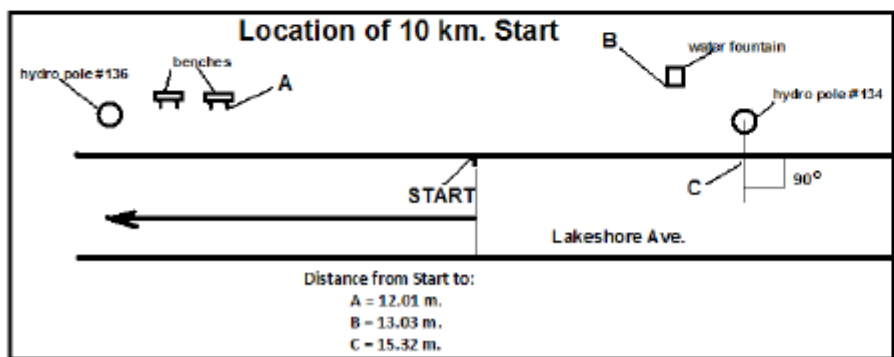 Location of 10 km. Start
B
water fountain
benches
hydro pole #136
A
hydro pole #134
START
C
90°
Lakeshore Ave.
Distance from Start to:
A = 12.01 m.
B - 13.03 m.
C = 15.32 m.